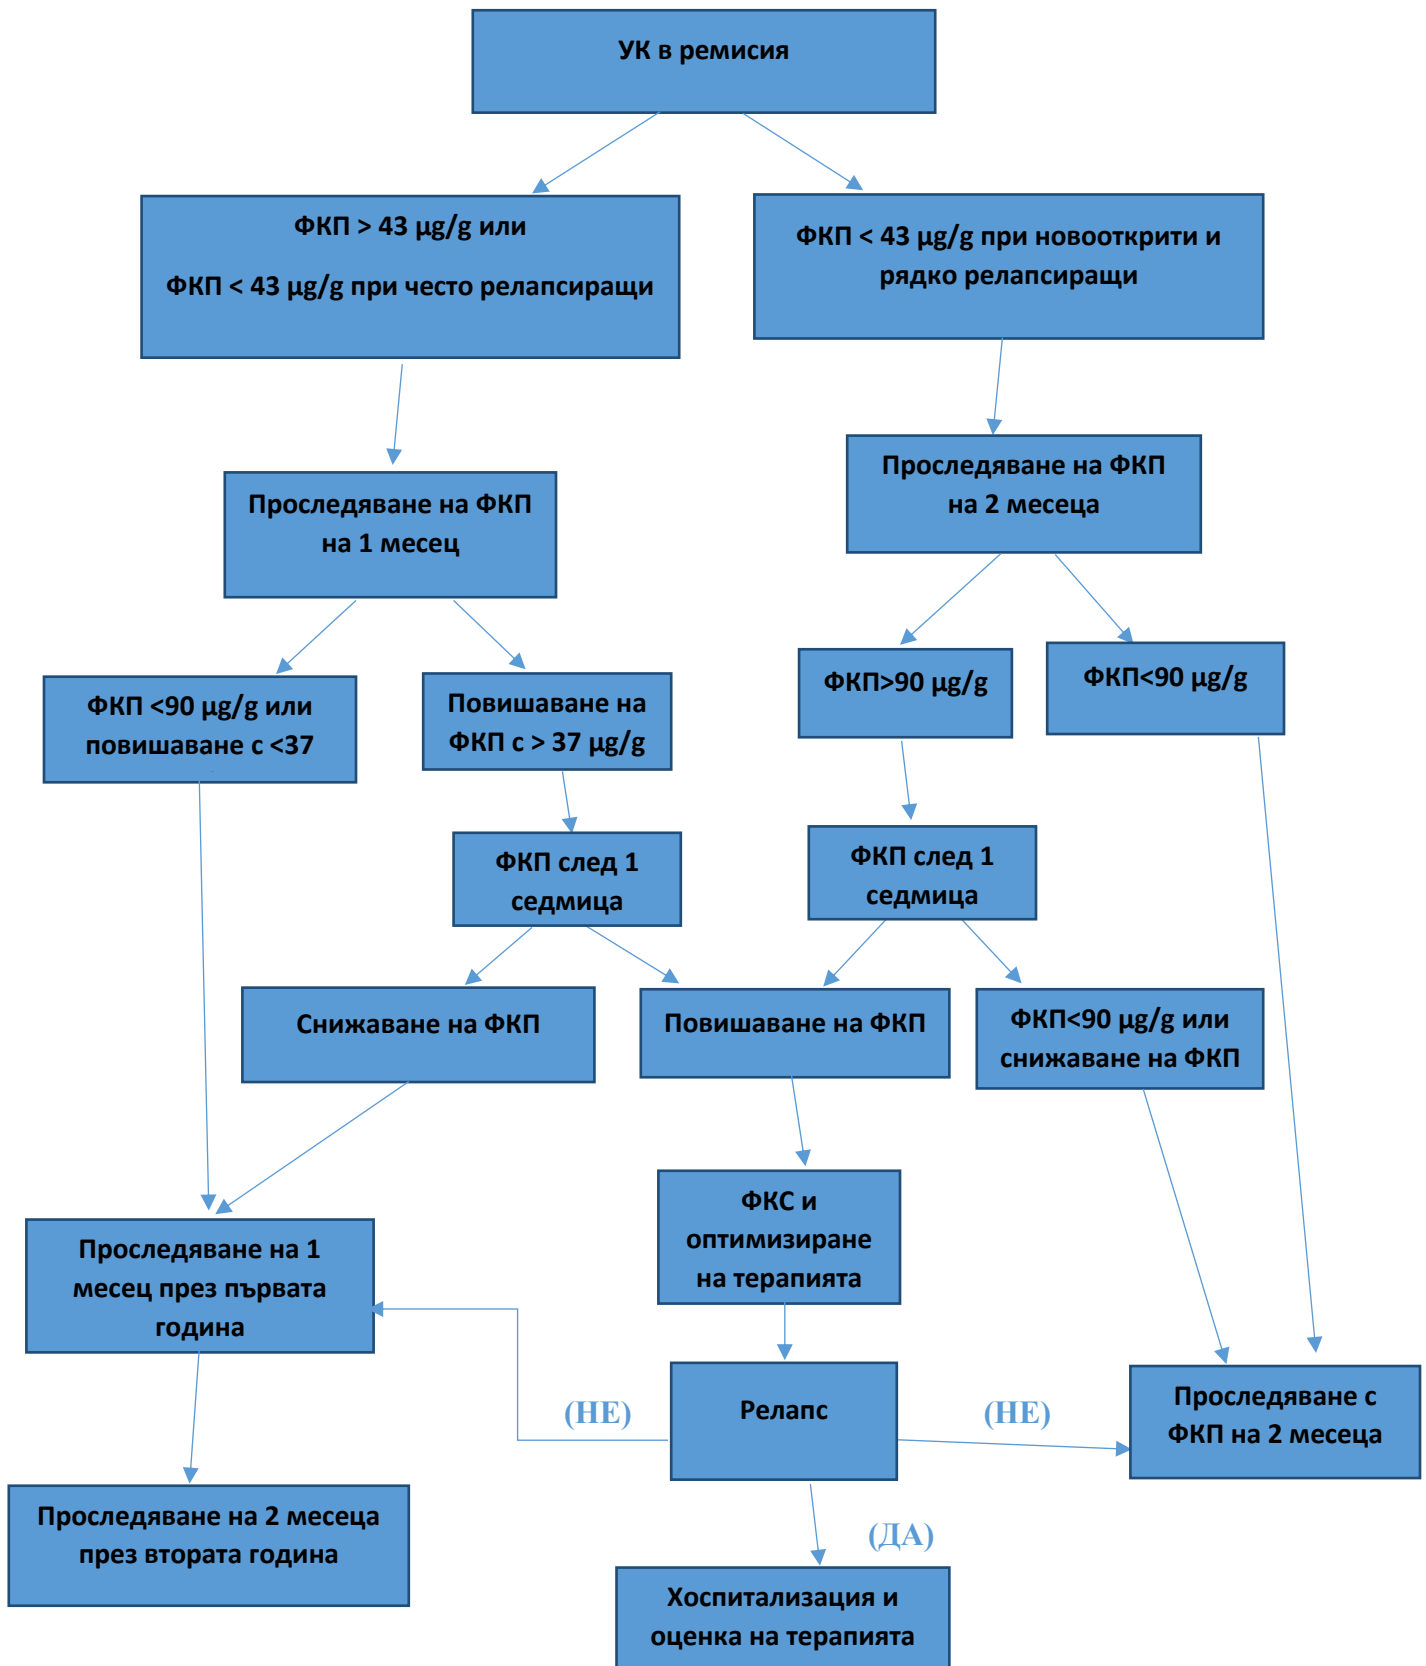 УК в ремисия
ФКП > 43 µg/g или
ФКП < 43 µg/g при често релапсиращи
ФКП < 43 µg/g при новооткрити и
рядко релапсиращи
Проследяване на ФКП
на 1 месец
Проследяване на ФКП
на 2 месеца
ФКП <90 µg/g или
повишаване с <37
Повишаване на
ФКП с > 37 µg/g
ФКП>90 µg/g
ФКП<90 µg/g
ФКП след 1
седмица
ФКП след 1
седмица
Снижаване на ФКП
Повишаване на ФКП
ФКП<90 µg/g или
снижаване на ФКП
ФКС и
оптимизиране
на терапията
Проследяване на 1
месец през първата
година
Релапс
(НЕ)
(НЕ)
Проследяване с
ФКП на 2 месеца
Проследяване на 2 месеца
през втората година
(ДА)
Хоспитализация и
оценка на терапията